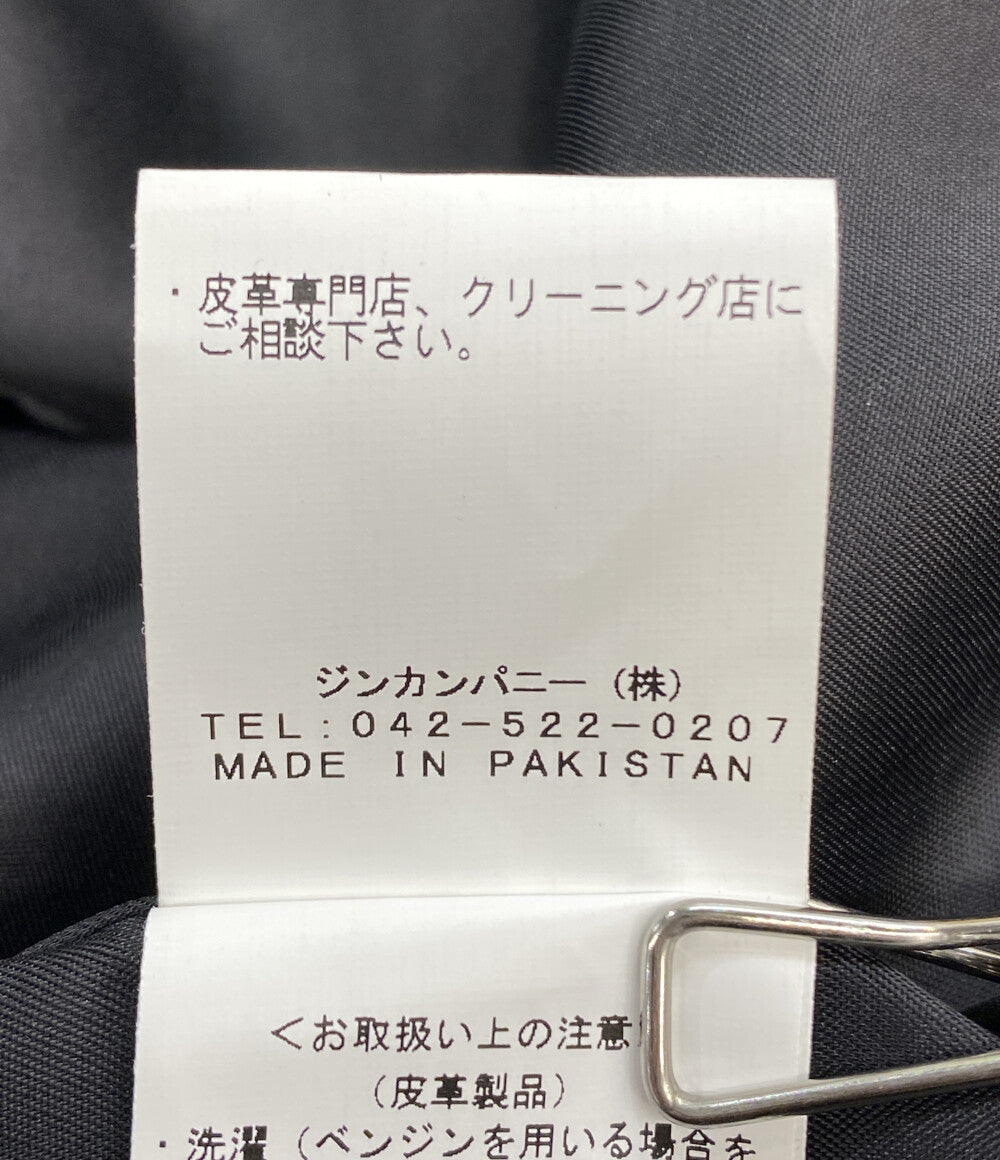 ・皮革専門店、クリーニング店に
ご相談下さい。
ジンカンパニー（株）
TEL:042-522-0207
MADE IN PAKISTAN
＜お取扱い上の注意
（皮革製品）
・洗濯（ベンジンを用いる場合を